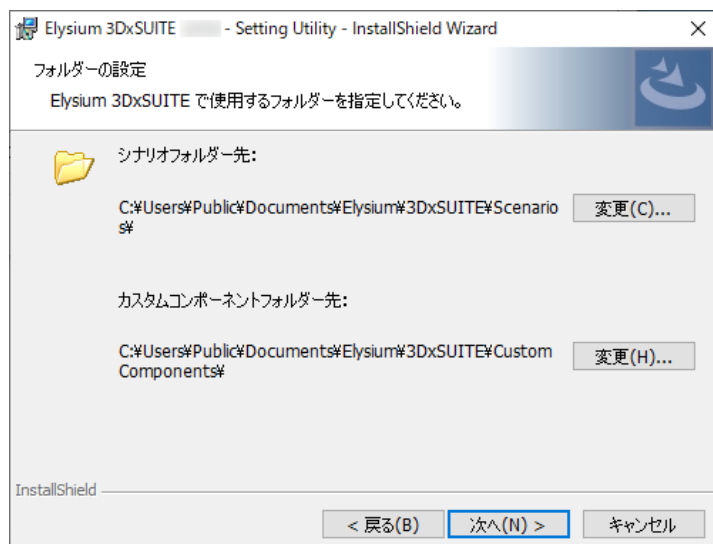 Elysium 3DxSUITE - Setting Utility - InstallShield Wizard
フォルダーの設定
Elysium 3DxSUITE で使用するフォルダーを指定してください。
シナリオフォルダー先:
C:¥Users¥Public¥Documents¥Elysium¥3DxSUITE¥Scenario
s¥
変更(C)...
カスタムコンポーネントフォルダー先:
C:¥Users¥Public¥Documents¥Elysium¥3DxSUITE¥Custom
Components¥
変更(H)...
InstallShield
< 戻る(B)
次へ(N) >
キャンセル